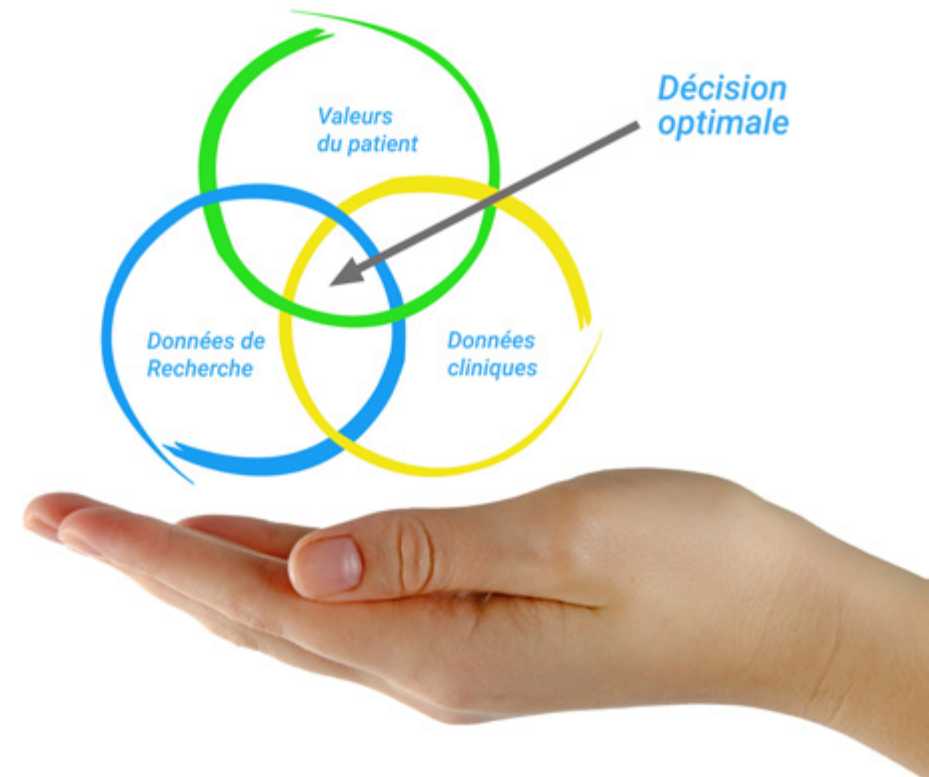 Valeurs
du patient
Décision
optimale
Données de
Recherche
Données
cliniques